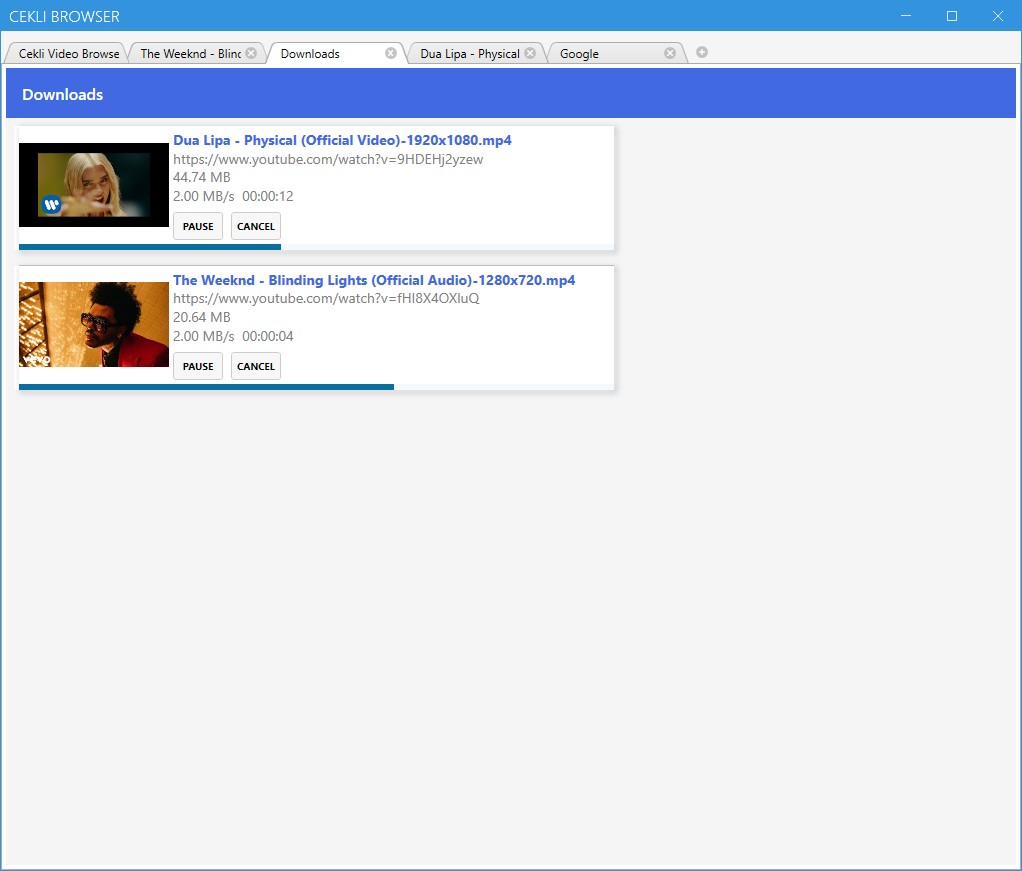 CEKLI BROWSER
Cekli Video Browse
The Weeknd - Blinc
Downloads
Dua Lipa - Physical
Google
Downloads
Dua Lipa - Physical (Official Video)-1920x1080.mp4
https://www.youtube.com/watch?v=9HDEHj2yzew
44.74 MB
2.00 MB/s 00:00:12
PAUSE CANCEL
The Weeknd - Blinding Lights (Official Audio)-1280x720.mp4
https://www.youtube.com/watch?v=fHI8X4OXluQ
20.64 MB
2.00 MB/s 00:00:04
vevo
PAUSE CANCEL